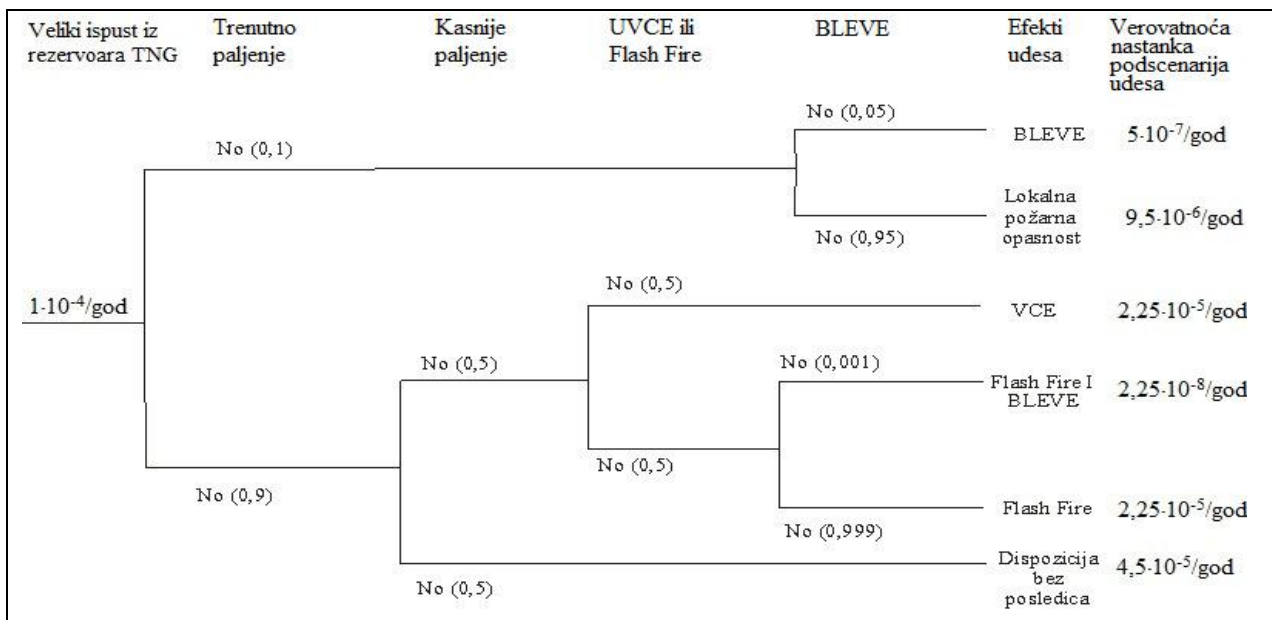 Veliki ispust iz
rezervoara TNG
Trenutno
paljenje
Kasnije
paljenje
UVCE ili
Flash Fire
BLEVE
Efekti
udesa
Verovatnoća
nastanka
podscenarija
udesa
No (0,05)
BLEVE
5·10⁻⁷/god
No (0,1)
Lokalna
požarna
opasnost
9,5·10⁻⁶/god
No (0,95)
No (0,5)
1·10⁻⁴/god
VCE
2,25·10⁻⁵/god
No (0,5)
No (0,001)
Flash Fire I
BLEVE
2,25·10⁻⁸/god
No (0,5)
No (0,9)
Flash Fire
2,25·10⁻⁵/god
No (0,999)
Dispozicija
bez
posledica
4,5·10⁻⁵/god
No (0,5)